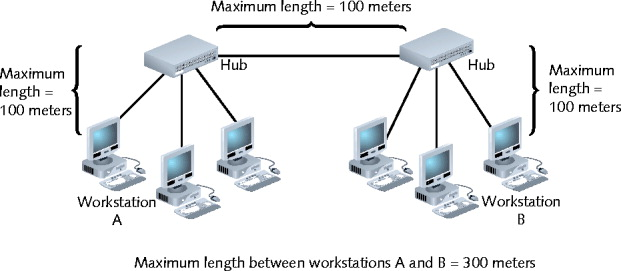 Maximum length = 100 meters
Hub
Hub
Maximum
length =
100 meters
Maximum
length =
100 meters
Workstation
A
Workstation
B
Maximum length between workstations A and B = 300 meters